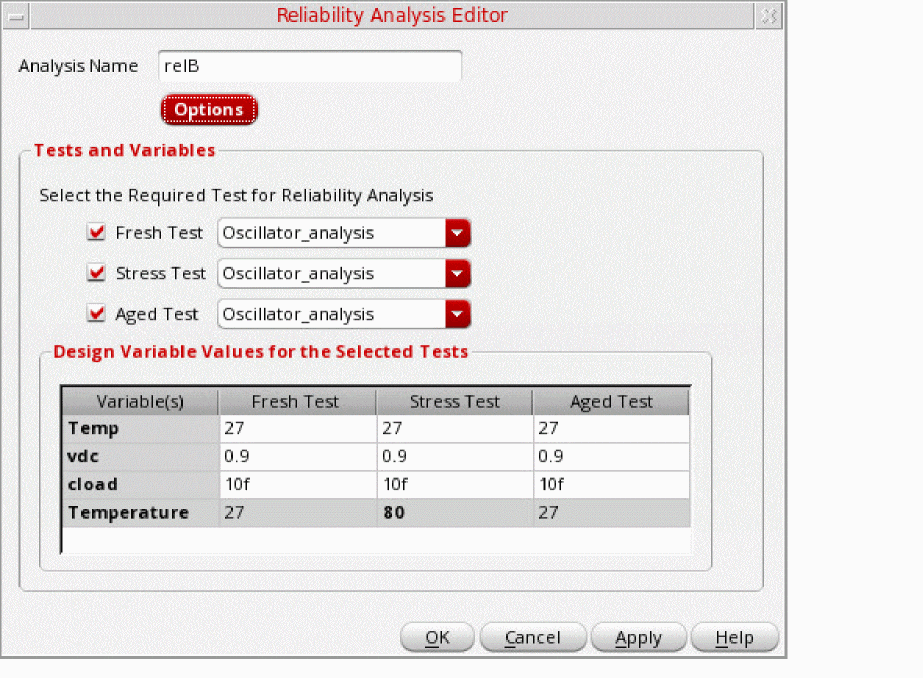 Reliability Analysis Editor
Analysis Name relB
Options
Tests and Variables
Select the Required Test for Reliability Analysis
Fresh Test Oscillator_analysis
Stress Test Oscillator_analysis
Aged Test Oscillator_analysis
Design Variable Values for the Selected Tests
Variable(s) Fresh Test Stress Test Aged Test
Temp 27 27 27
vdc 0.9 0.9 0.9
cload 10f 10f 10f
Temperature 27 80 27
OK Cancel Apply Help